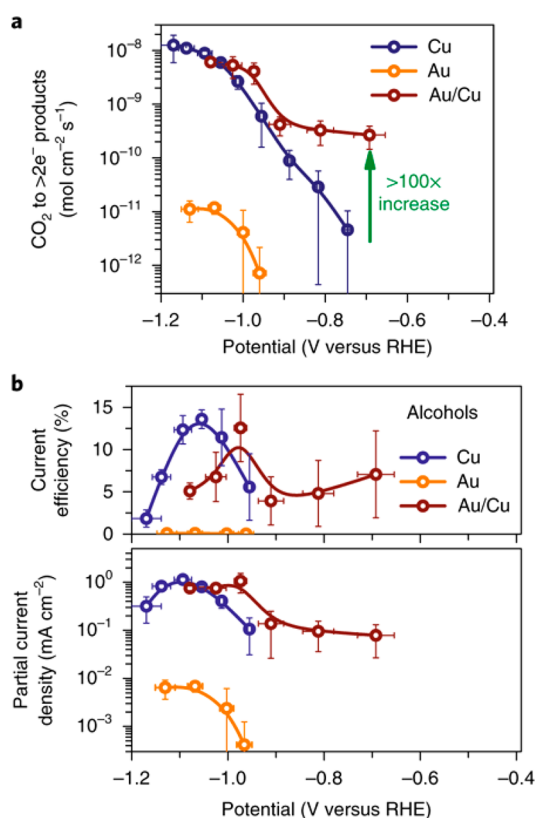 a
CO₂ to >2e⁻ products
(mol cm⁻² s⁻¹)
10⁻⁸
10⁻⁹
10⁻¹⁰
10⁻¹¹
10⁻¹²
Cu
Au
Au/Cu
>100×
increase
−1.2 −1.0 −0.8 −0.6 −0.4
Potential (V versus RHE)
b
Current
efficiency (%)
15
10
5
0
Alcohols
Cu
Au
Au/Cu
Partial current
density (mA cm⁻²)
10⁰
10⁻¹
10⁻²
10⁻³
−1.2 −1.0 −0.8 −0.6 −0.4
Potential (V versus RHE)